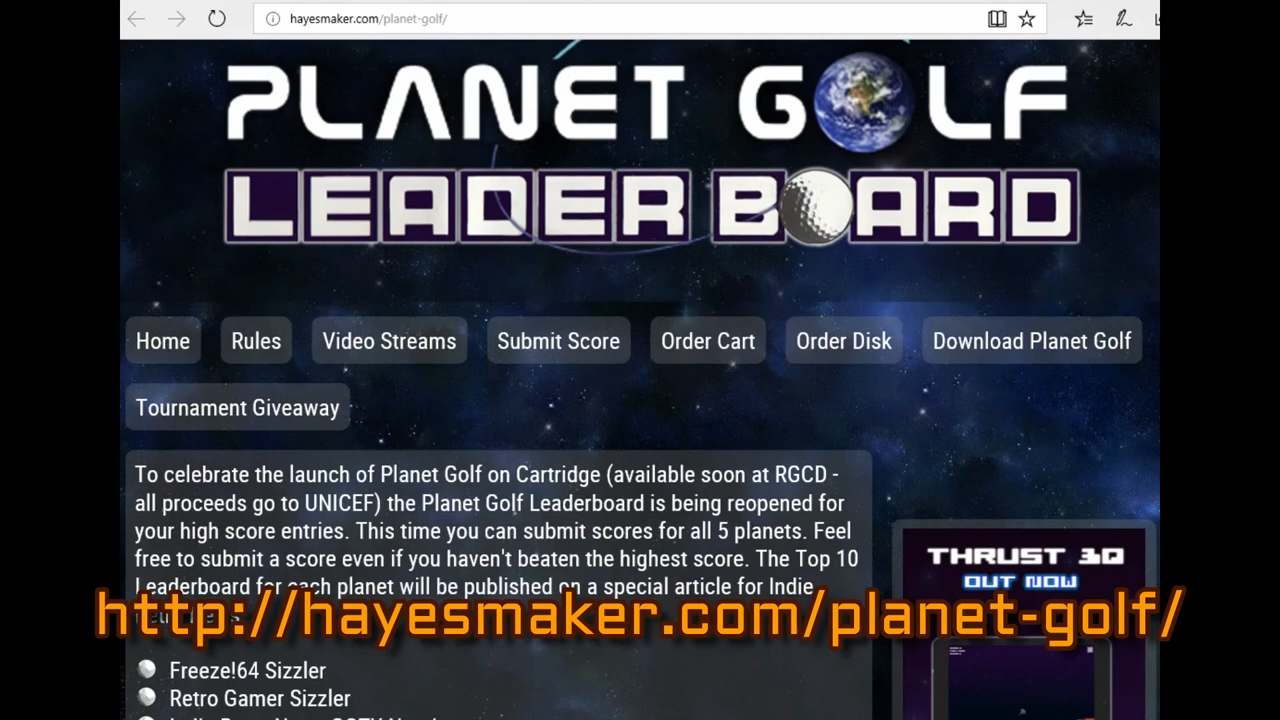 hayesmaker.com/planet-golf/
PLANET GOLF
LEADER BOARD
Home Rules Video Streams Submit Score Order Cart Order Disk Download Planet Golf
Tournament Giveaway
To celebrate the launch of Planet Golf on Cartridge (available soon at RGCD -
all proceeds go to UNICEF) the Planet Golf Leaderboard is being reopened for
your high score entries. This time you can submit scores for all 5 planets. Feel
free to submit a score even if you haven't beaten the highest score. The Top 10
Leaderboard for each planet will be published on a special article for Indie
THRUST 30
OUT NOW
http://hayesmaker.com/planet-golf/
Freeze!64 Sizzler
Retro Gamer Sizzler